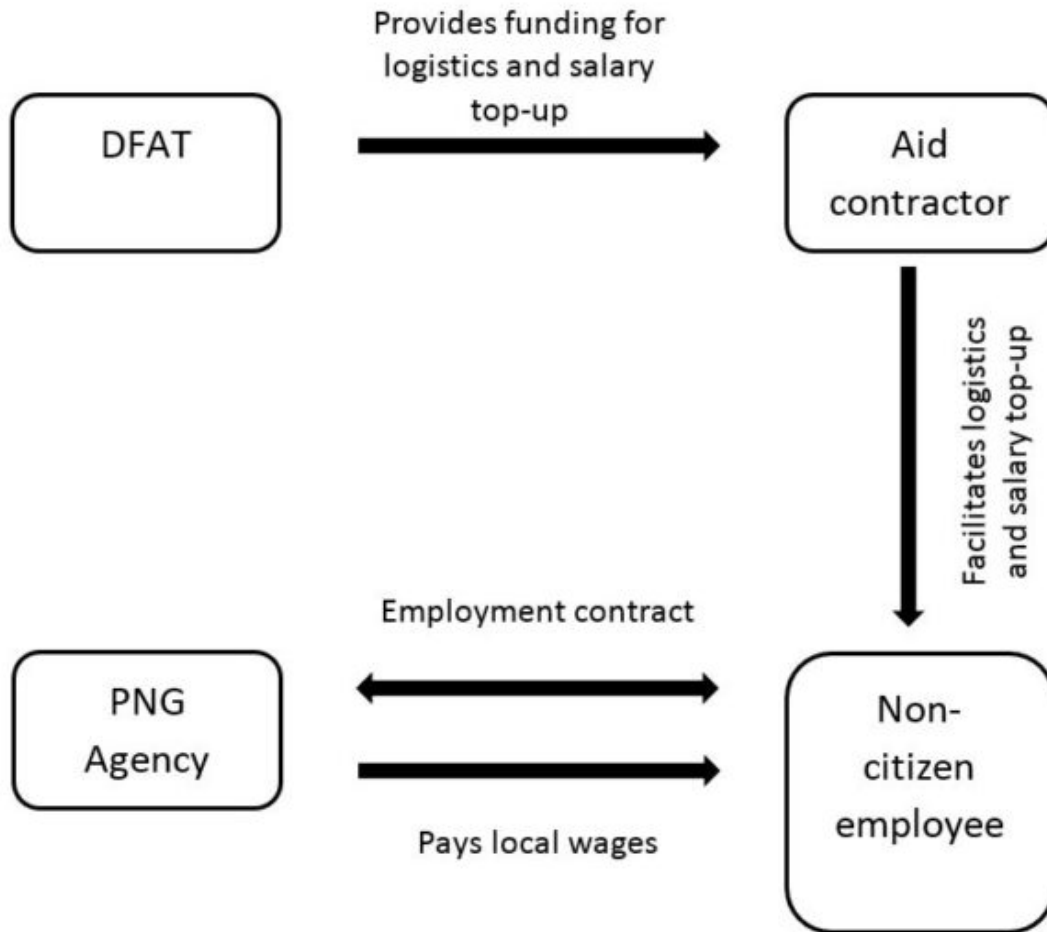 Provides funding for
logistics and salary
top-up
DFAT
Aid
contractor
Facilitates logistics
and salary top-up
Employment contract
PNG
Agency
Non-
citizen
employee
Pays local wages